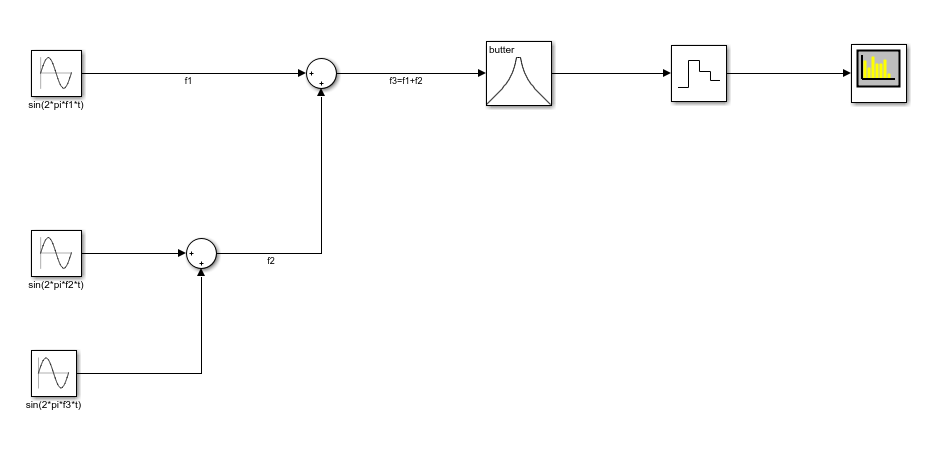 butter
f1
f3=f1+f2
sin(2*pi*f1*t)
f2
sin(2*pi*f2*t)
sin(2*pi*f3*t)